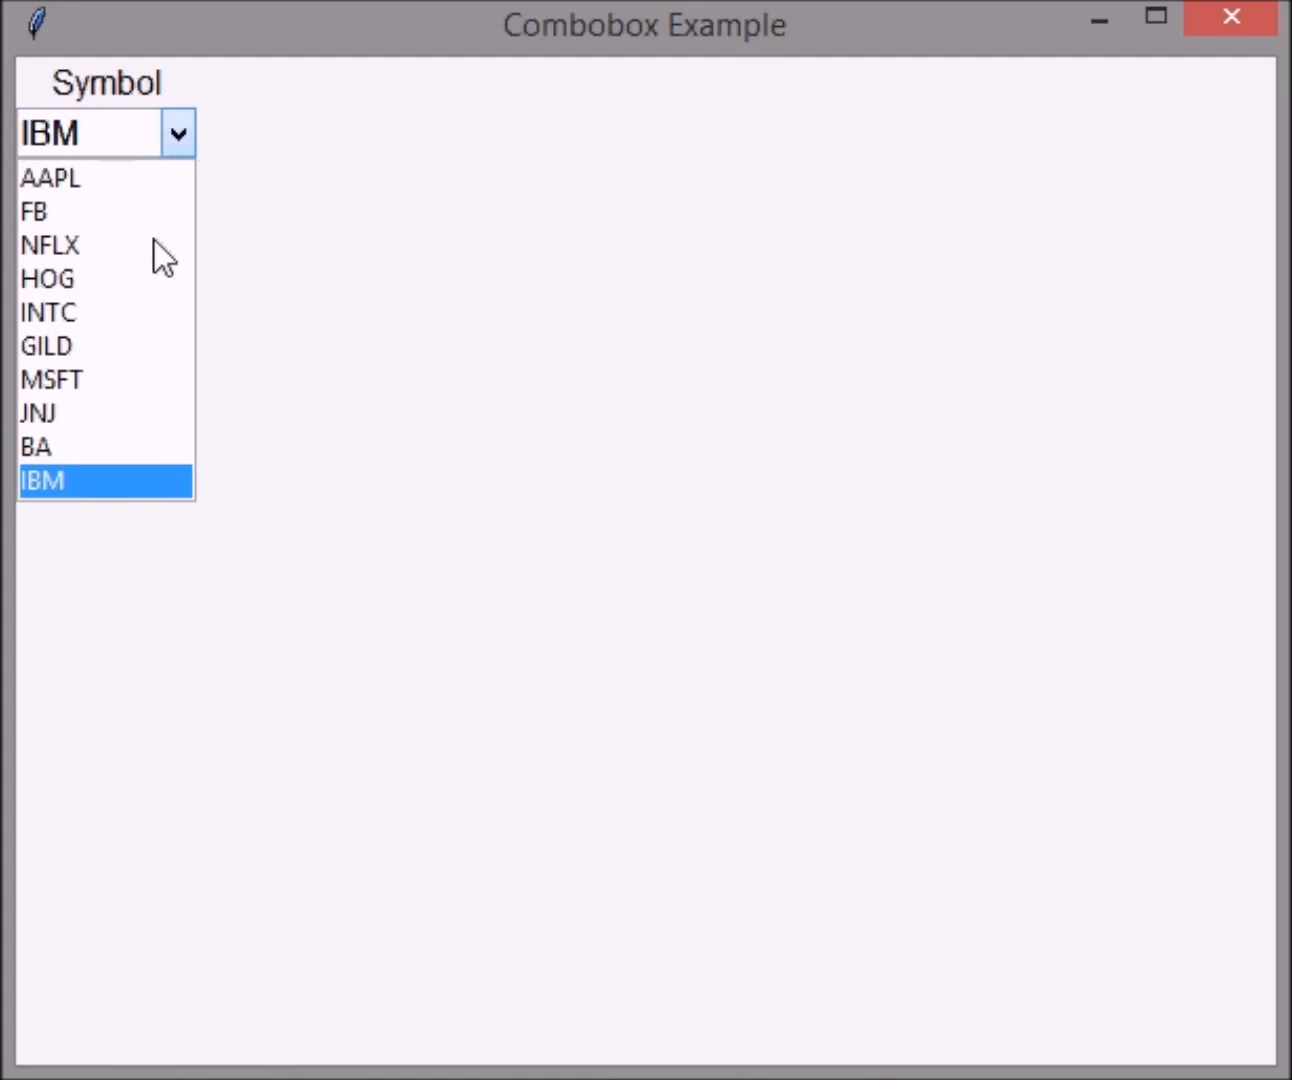 Combobox Example
Symbol
IBM
AAPL
FB
NFLX
HOG
INTC
GILD
MSFT
JNJ
BA
IBM